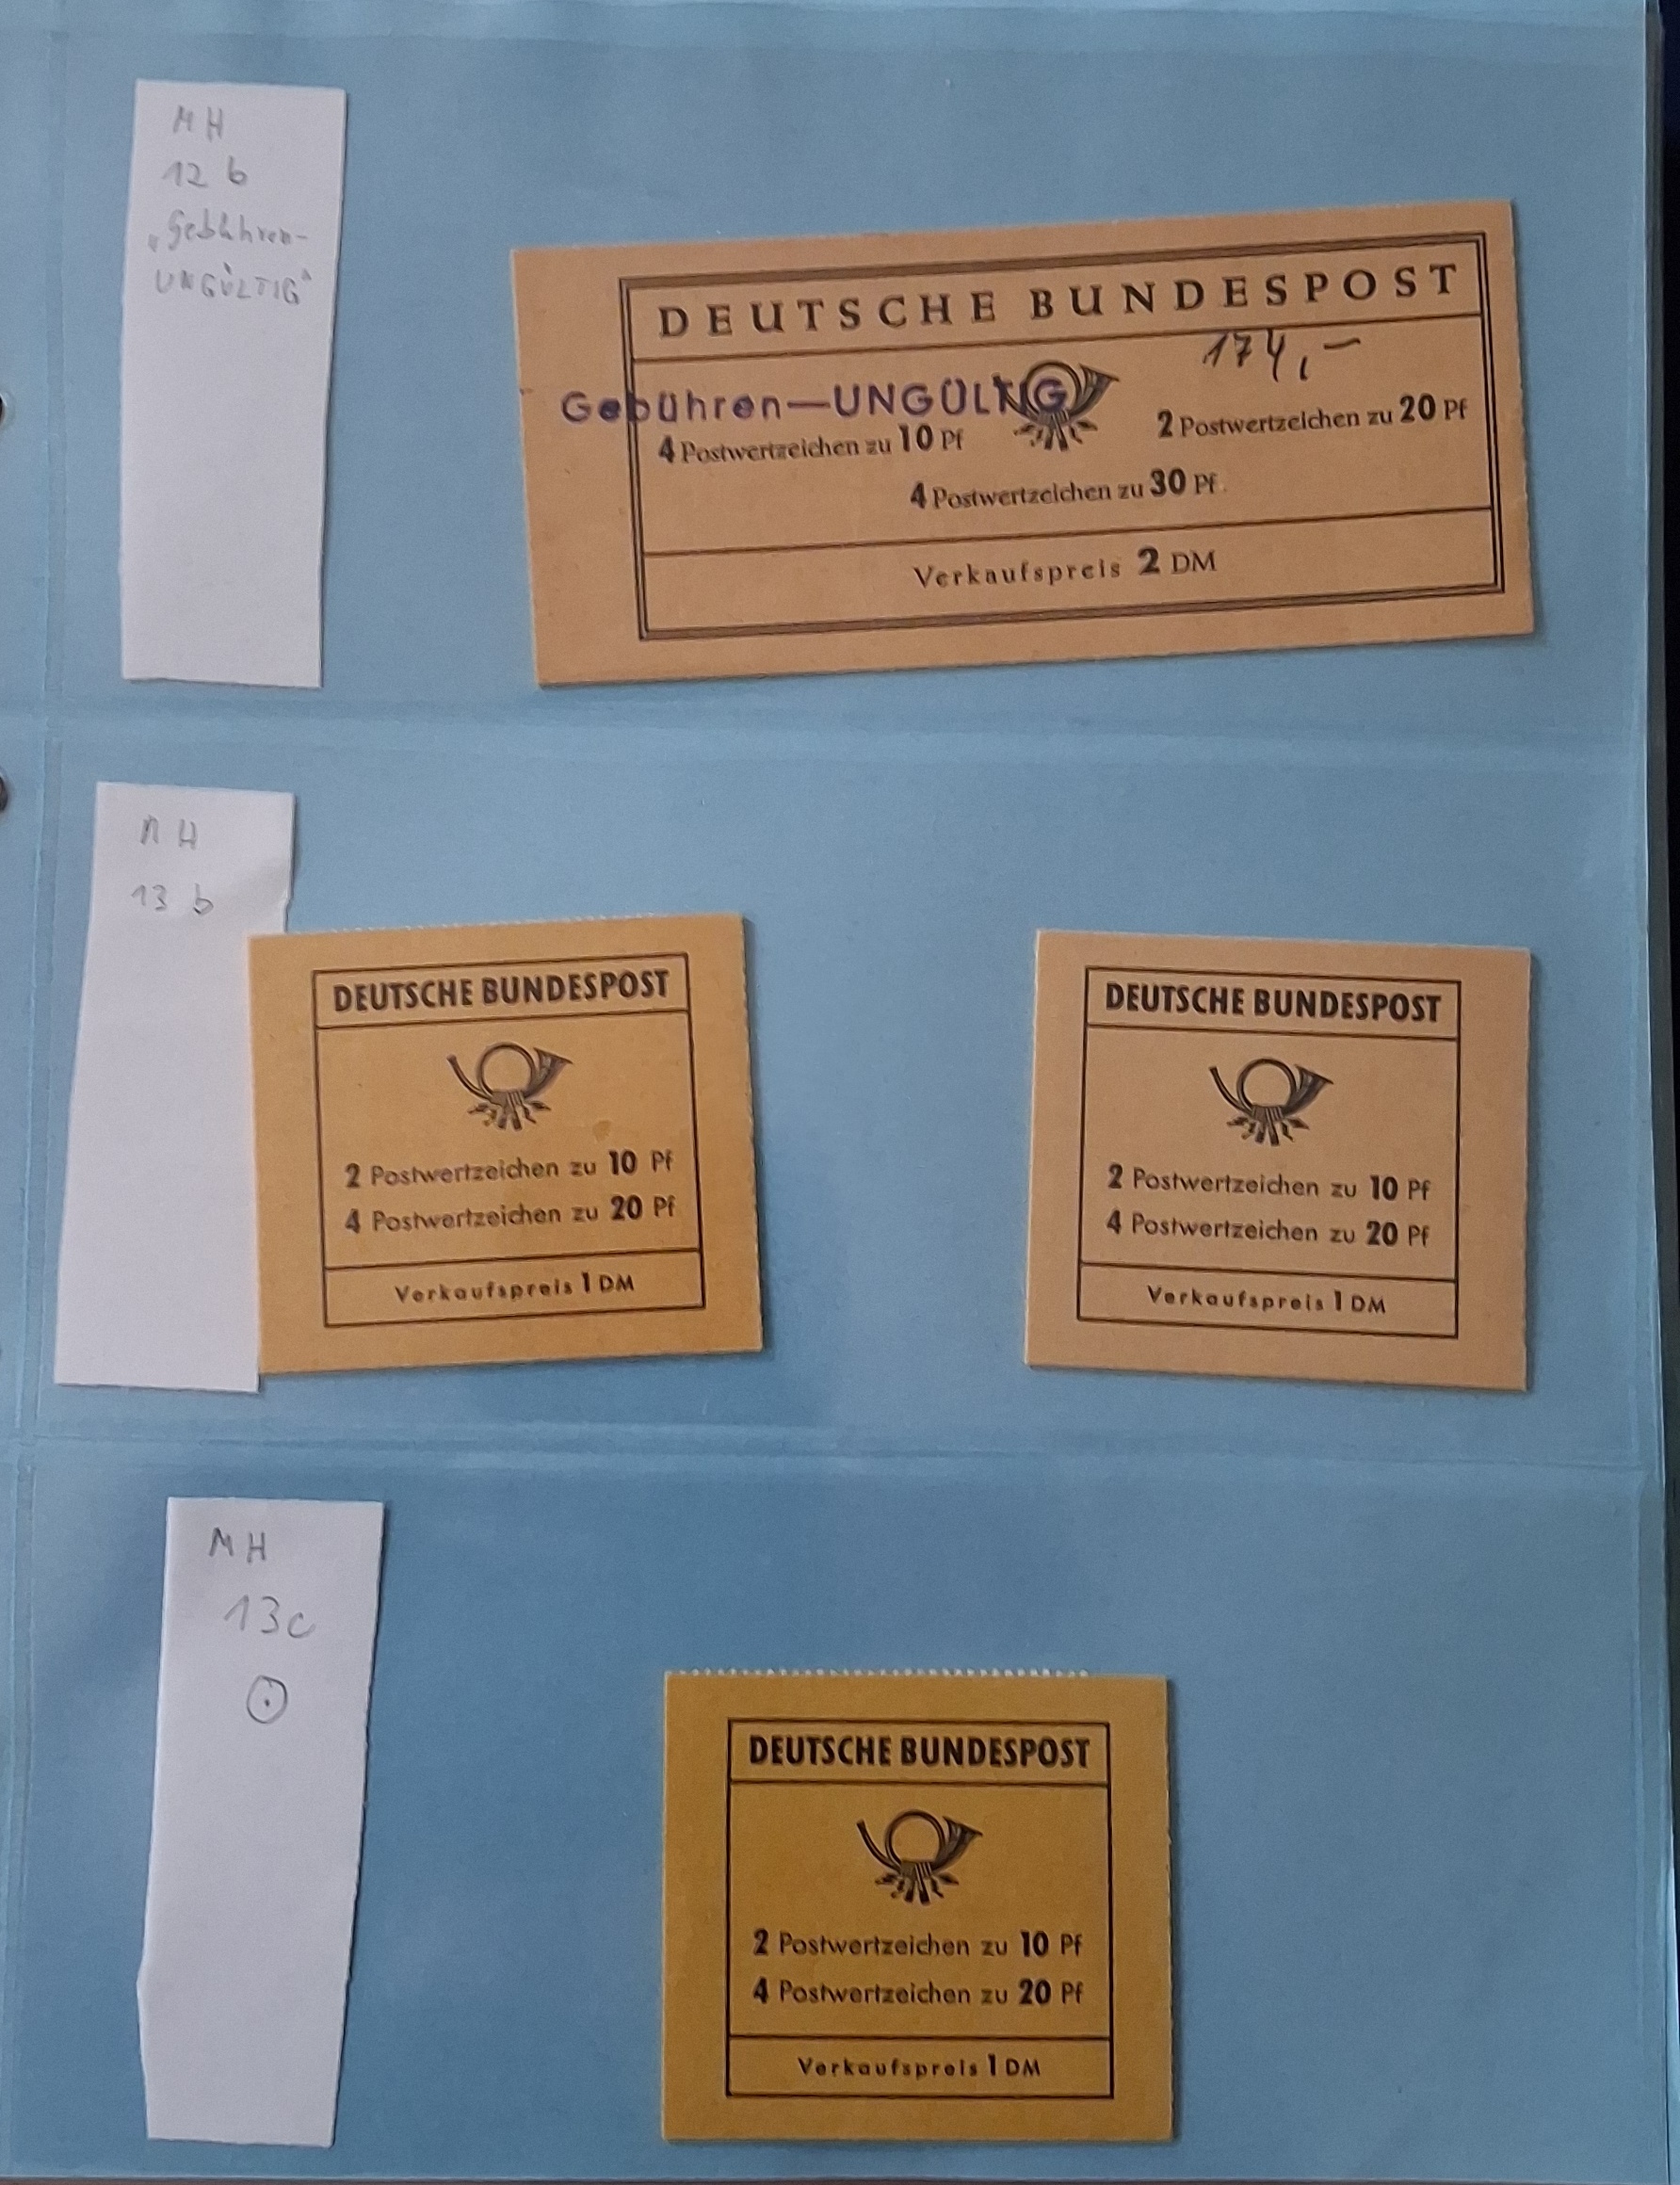 MH
12 b
„Gebühren-
UNGÜLTIG"
DEUTSCHE BUNDESPOST
174,-
Gebühren—UNGÜLTIG
4 Postwertzeichen zu 10 Pf
2 Postwertzeichen zu 20 Pf
4 Postwertzeichen zu 30 Pf.
Verkaufspreis 2 DM
MH
13 b
DEUTSCHE BUNDESPOST
2 Postwertzeichen zu 10 Pf
4 Postwertzeichen zu 20 Pf
Verkaufspreis 1 DM
DEUTSCHE BUNDESPOST
2 Postwertzeichen zu 10 Pf
4 Postwertzeichen zu 20 Pf
Verkaufspreis 1 DM
MH
13c
DEUTSCHE BUNDESPOST
2 Postwertzeichen zu 10 Pf
4 Postwertzeichen zu 20 Pf
Verkaufspreis 1 DM